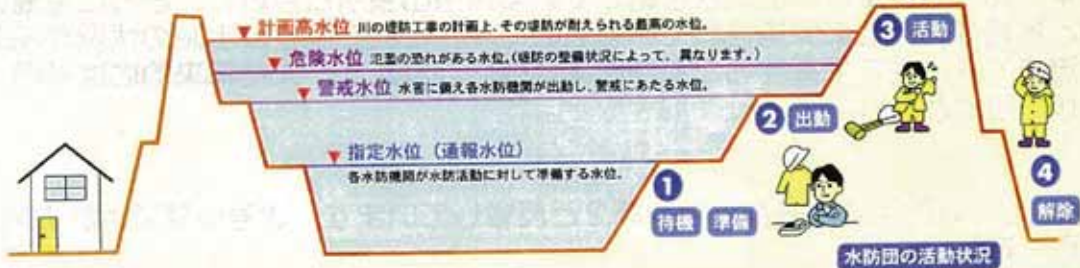 ▼計画高水位 川の堤防工事の計画上、その堤防が耐えられる最高の水位。
▼危険水位 氾濫の恐れがある水位。(堤防の整備状況によって、異なります。)
▼警戒水位 水害に備え各水防機関が出動し、警戒にあたる水位。
▼指定水位(通報水位)
各水防機関が水防活動に対して準備する水位。
1
待機 準備
2 出動
3 活動
4
解除
水防団の活動状況